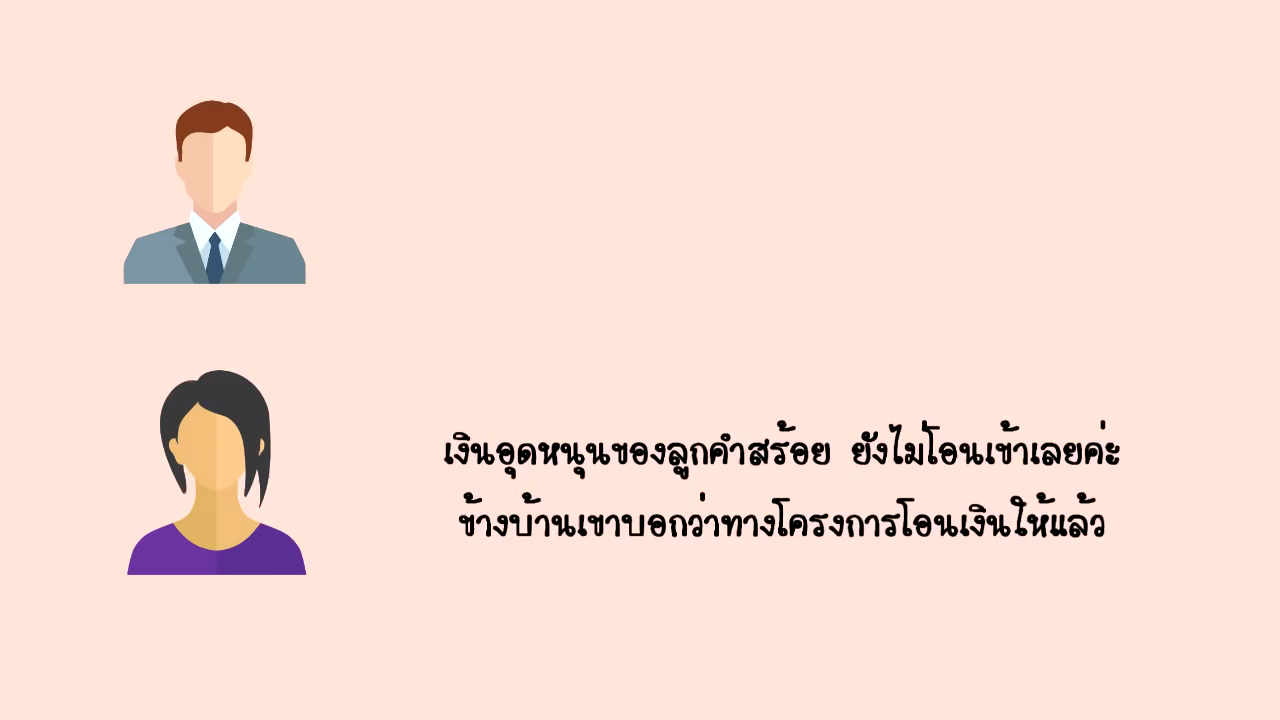 เงินอุดหนุนของลูกคำสร้อย ยังไม่โอนเข้าเลยค่ะ
ข้างบ้านเขาบอกว่าทางโครงการโอนเงินให้แล้ว